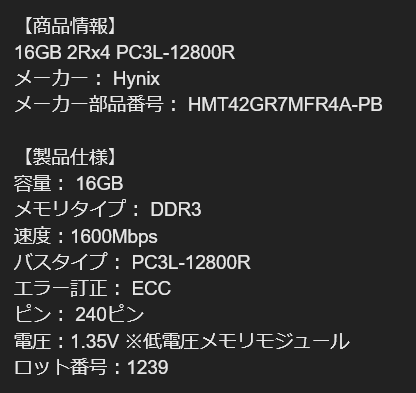 【商品情報】
16GB 2Rx4 PC3L-12800R
メーカー： Hynix
メーカー部品番号： HMT42GR7MFR4A-PB
【製品仕様】
容量： 16GB
メモリタイプ： DDR3
速度：1600Mbps
バスタイプ： PC3L-12800R
エラー訂正： ECC
ピン： 240ピン
電圧：1.35V ※低電圧メモリモジュール
ロット番号：1239